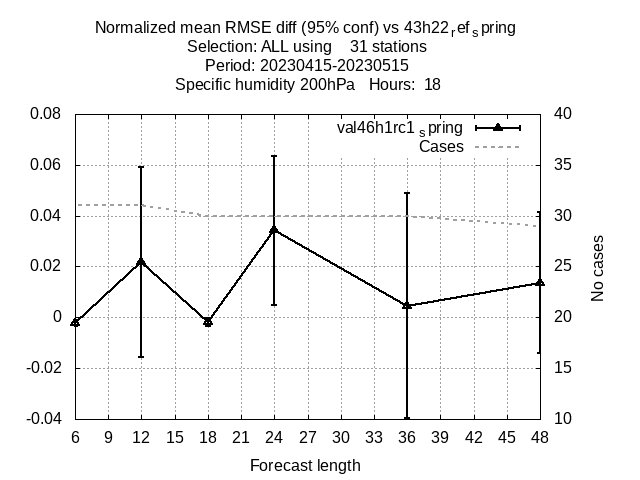 Normalized mean RMSE diff (95% conf) vs 43h22refspring
Selection: ALL using 31 stations
Period: 20230415-20230515
Specific humidity 200hPa Hours: 18
0.08 40
val46h1rc1spring
Cases
0.06 35
0.04 30
0.02 25
0 20
-0.02 15
-0.04 10
No cases
6 9 12 15 18 21 24 27 30 33 36 39 42 45 48
Forecast length